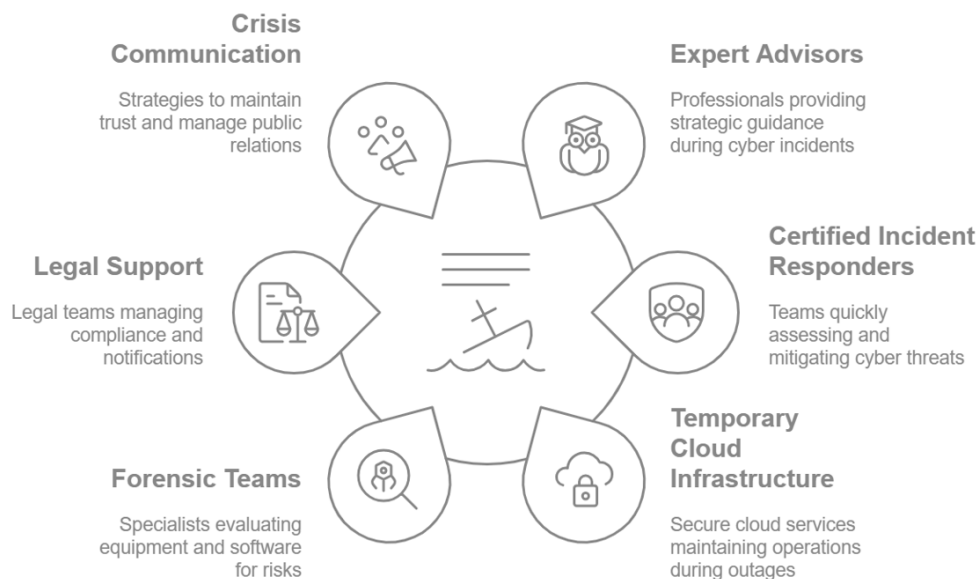 Crisis
Communication
Strategies to maintain
trust and manage public
relations
Expert Advisors
Professionals providing
strategic guidance
during cyber incidents
Legal Support
Legal teams managing
compliance and
notifications
Certified Incident
Responders
Teams quickly
assessing and
mitigating cyber threats
Forensic Teams
Specialists evaluating
equipment and software
for risks
Temporary
Cloud
Infrastructure
Secure cloud services
maintaining operations
during outages